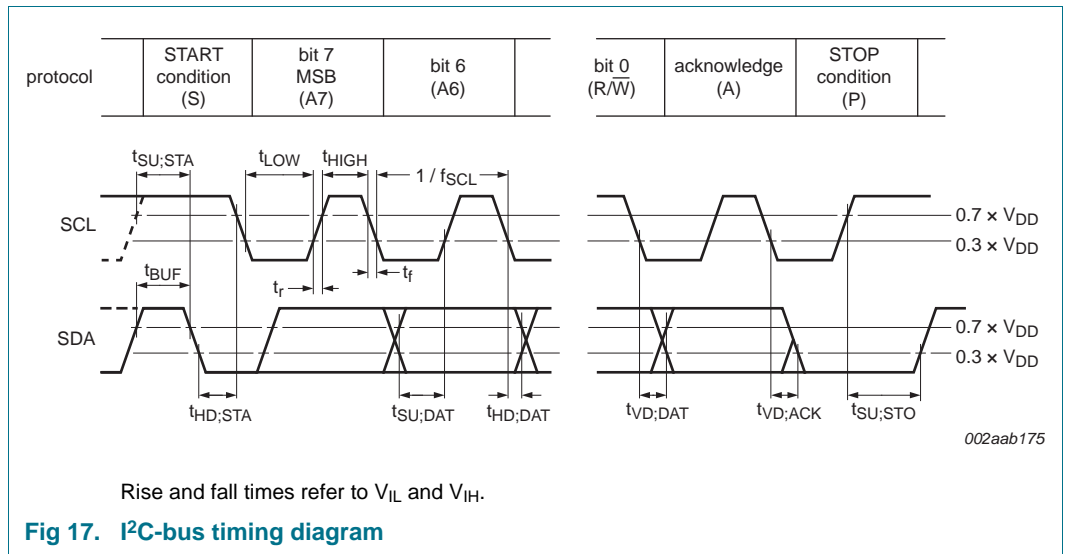 protocol
START
condition
(S)
bit 7
MSB
(A7)
bit 6
(A6)
bit 0
(R/W̅)
acknowledge
(A)
STOP
condition
(P)
tSU;STA
tLOW
tHIGH
1 / fSCL
SCL
0.7 × VDD
0.3 × VDD
tBUF
tr
tf
SDA
0.7 × VDD
0.3 × VDD
tHD;STA
tSU;DAT
tHD;DAT
tVD;DAT
tVD;ACK
tSU;STO
002aab175
Rise and fall times refer to VIL and VIH.
Fig 17. I²C-bus timing diagram